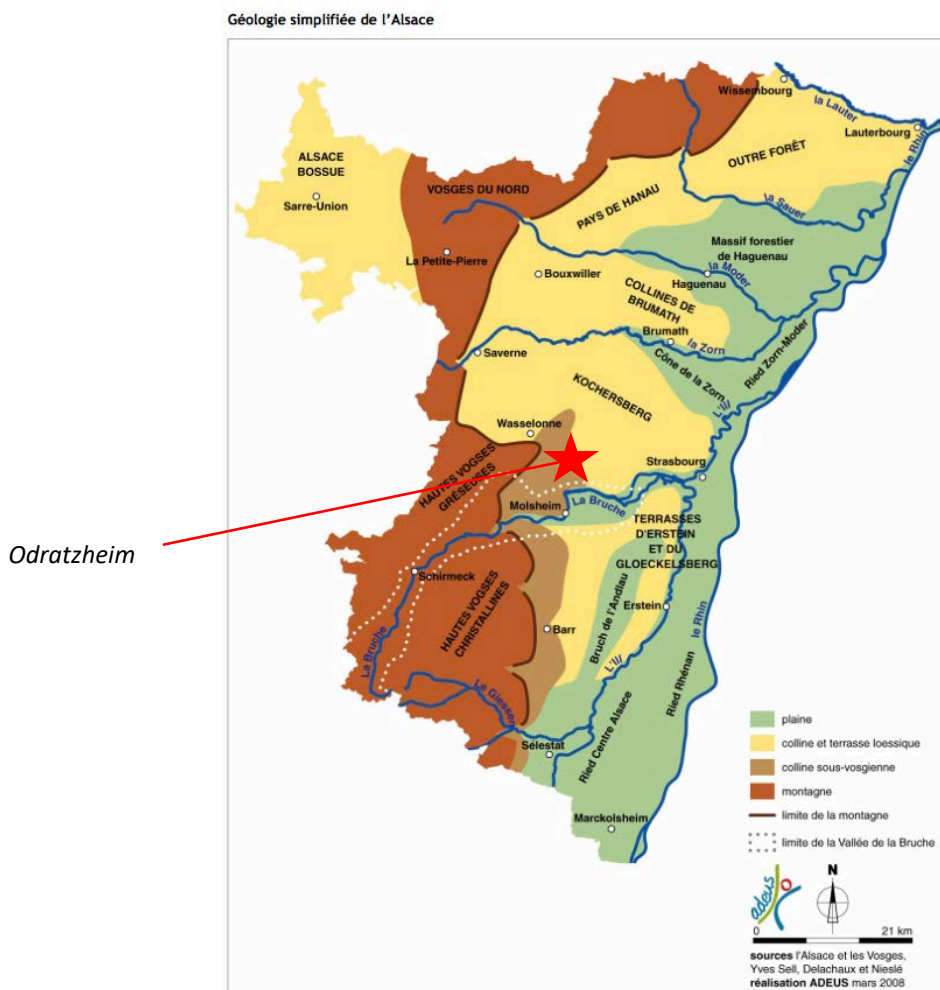 Géologie simplifiée de l'Alsace
Wissembourg
la Lauter
Lauterbourg
le Rhin
ALSACE
BOSSUE
OUTRE FORÊT
Sarre-Union
VOSGES DU NORD
PAYS DE HANAU
la Sauer
La Petite-Pierre
Massif forestier
de Haguenau
la Moder
Bouxwiller
Haguenau
COLLINES DE
BRUMATH
Brumath
la Zorn
Saverne
Cône de la Zorn
Ried Zorn-Moder
KOCHERSBERG
L'Ill
Wasselonne
HAUTES VOGSES
GRÉSEUSES
Strasbourg
Molsheim
La Bruche
TERRASSES
D'ERSTEIN
ET DU
GLOECKELSBERG
Odratzheim
Schirmeck
HAUTES VOGSES
CHRISTALLINES
Bruch de l'Andlau
Erstein
le Rhin
Barr
La Bruche
L'Ill
Ried Rhénan
Le Giessen
Ried Centre Alsace
Sélestat
Marckolsheim
plaine
colline et terrasse loessique
colline sous-vosgienne
montagne
limite de la montagne
limite de la Vallée de la Bruche
adeus
N
0 21 km
sources l'Alsace et les Vosges,
Yves Sell, Delachaux et Nieslé
réalisation ADEUS mars 2008